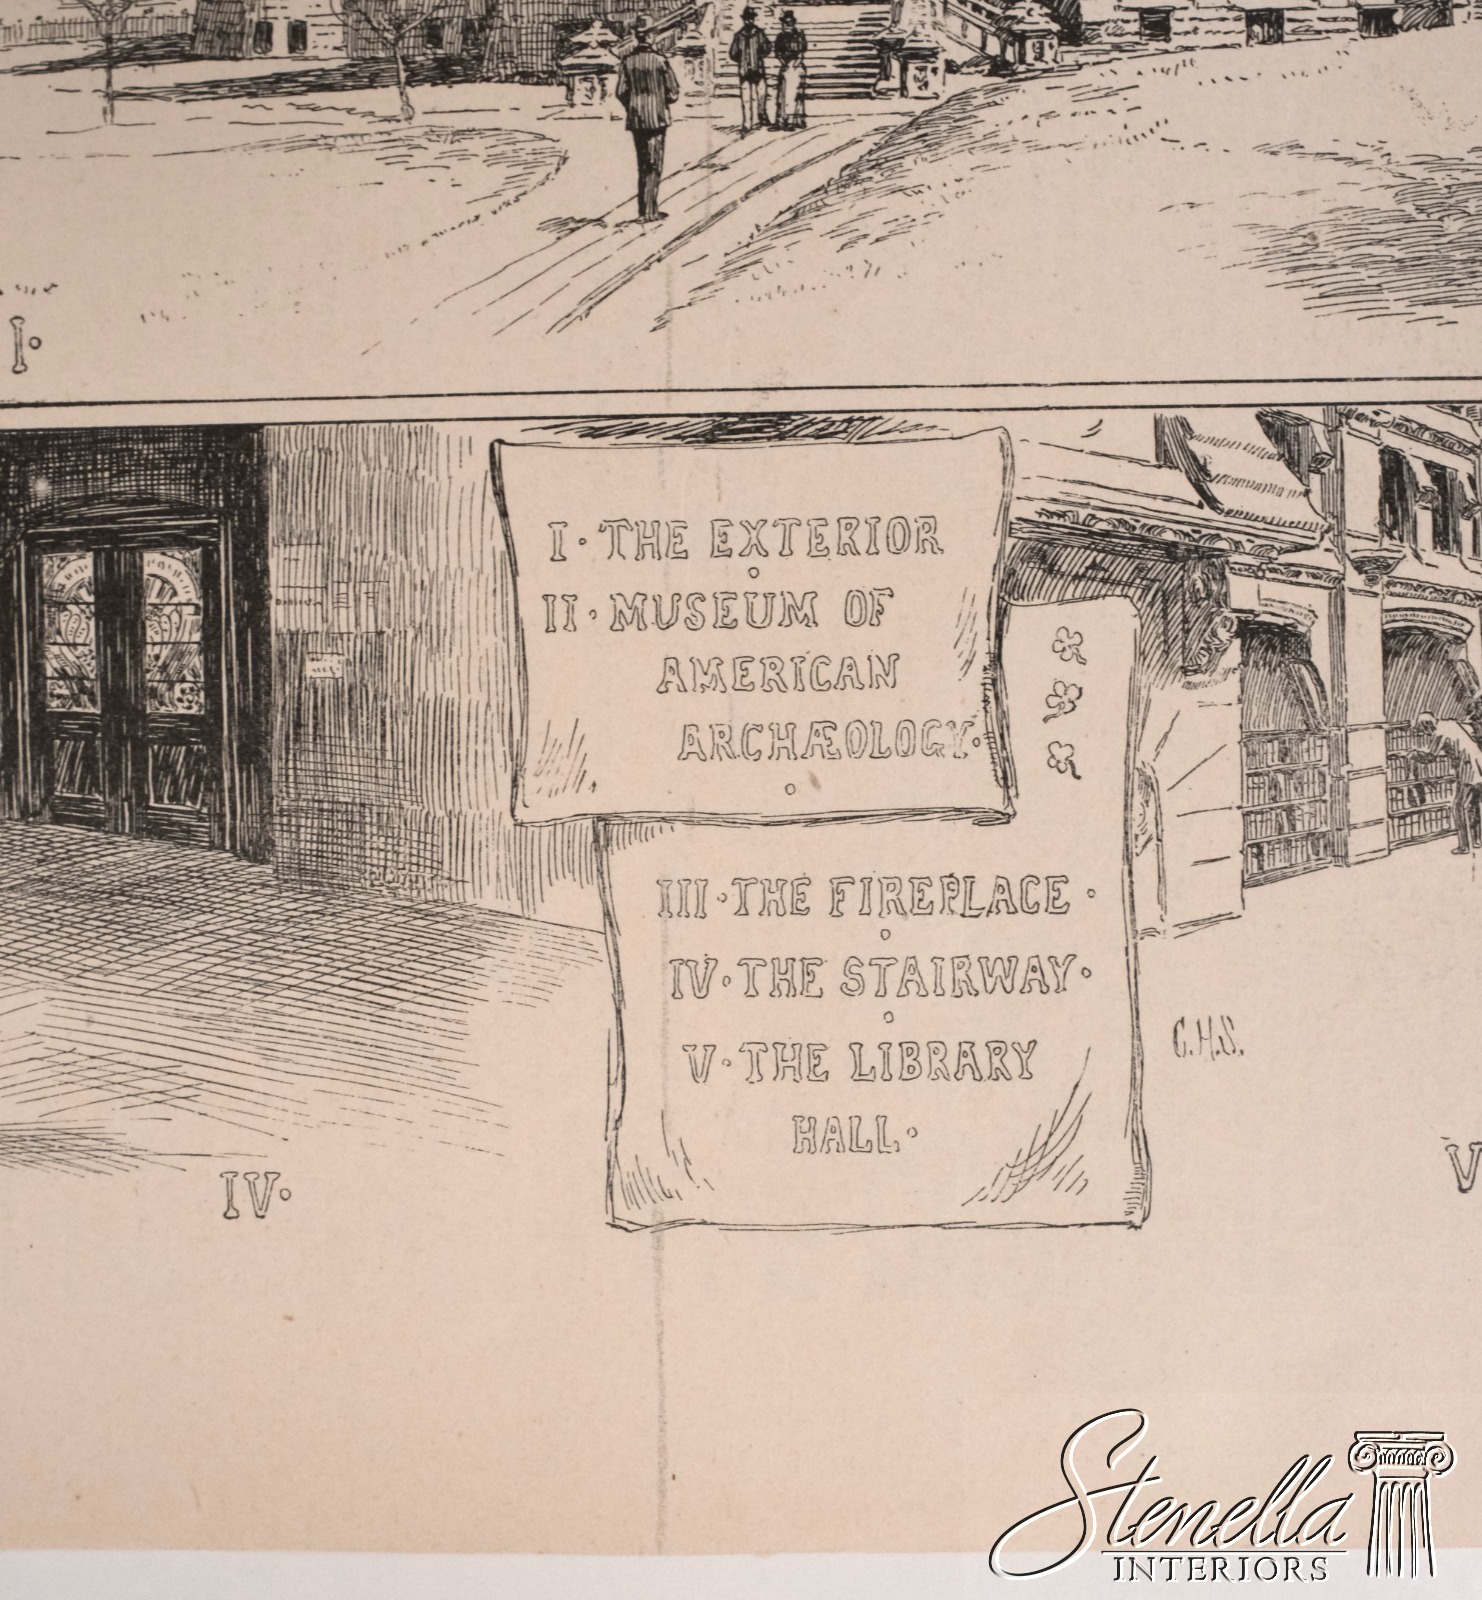 I.
I. THE EXTERIOR
II. MUSEUM OF
AMERICAN
ARCHÆOLOGY.
III. THE FIREPLACE.
IV. THE STAIRWAY.
V. THE LIBRARY
HALL.
C.H.S.
IV.
V
Stenella
INTERIORS